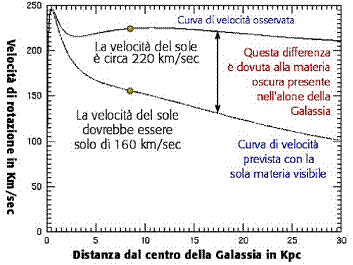 250
200
150
100
50
0
Velocità di rotazione in Km/sec
Curva di velocità osservata
La velocità del sole
è circa 220 km/sec
Questa differenza
è dovuta alla materia
oscura presente
nell'alone della
Galassia
La velocità del sole
dovrebbe essere
solo di 160 km/sec
Curva di velocità
prevista con la
sola materia visibile
0 5 10 15 20 25 30
Distanza dal centro della Galassia in Kpc